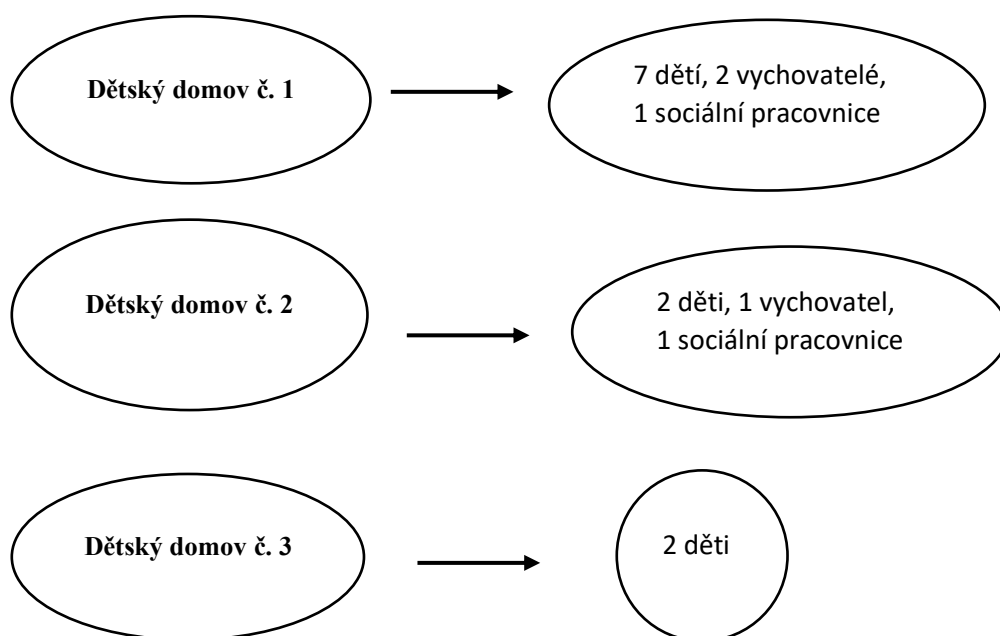 Dětský domov č. 1
7 dětí, 2 vychovatelé,
1 sociální pracovnice
Dětský domov č. 2
2 děti, 1 vychovatel,
1 sociální pracovnice
Dětský domov č. 3
2 děti